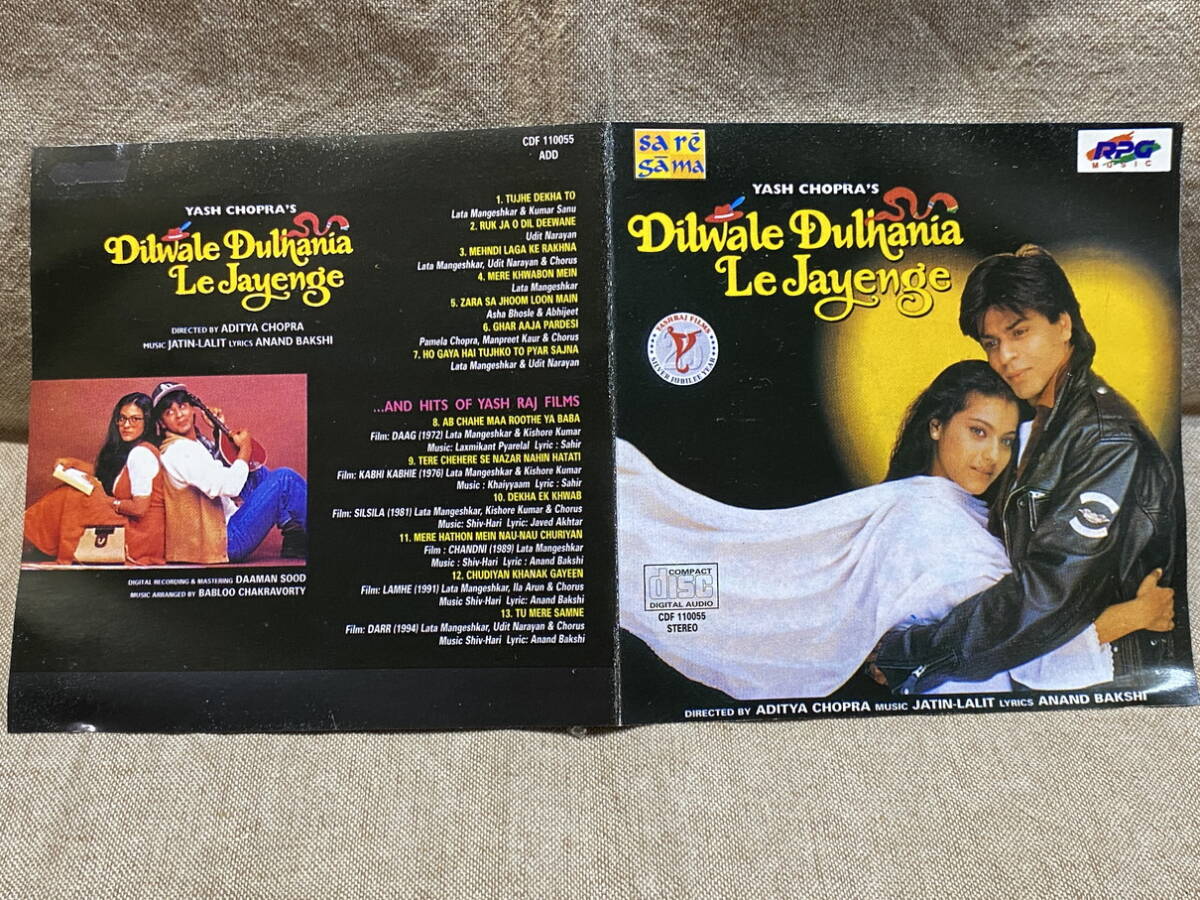 CDF 110055
ADD
YASH CHOPRA'S
Dilwale Dulhania
Le Jayenge
DIRECTED BY ADITYA CHOPRA
MUSIC JATIN-LALIT LYRICS ANAND BAKSHI
DIGITAL RECORDING & MASTERING DAAMAN SOOD
MUSIC ARRANGED BY BABLOO CHAKRAVORTY
1. TUJHE DEKHA TO
Lata Mangeshkar & Kumar Sanu
2. RUK JA O DIL DEEWANE
Udit Narayan
3. MEHNDI LAGA KE RAKHNA
Lata Mangeshkar, Udit Narayan & Chorus
4. MERE KHWABON MEIN
Lata Mangeshkar
5. ZARA SA JHOOM LOON MAIN
Asha Bhosle & Abhijeet
6. GHAR AAJA PARDESI
Pamela Chopra, Manpreet Kaur & Chorus
7. HO GAYA HAI TUJHKO TO PYAR SAJNA
Lata Mangeshkar & Udit Narayan
...AND HITS OF YASH RAJ FILMS
8. AB CHAHE MAA ROOTHE YA BABA
Film: DAAG (1972) Lata Mangeshkar & Kishore Kumar
Music: Laxmikant Pyarelal Lyric : Sahir
9. TERE CHEHERE SE NAZAR NAHIN HATATI
Film: KABHI KABHIE (1976) Lata Mangeshkar & Kishore Kumar
Music : Khaiyyaam Lyric : Sahir
10. DEKHA EK KHWAB
Film: SILSILA (1981) Lata Mangeshkar, Kishore Kumar & Chorus
Music: Shiv-Hari Lyric: Javed Akhtar
11. MERE HATHON MEIN NAU-NAU CHURIYAN
Film : CHANDNI (1989) Lata Mangeshkar
Music : Shiv-Hari Lyric : Anand Bakshi
12. CHUDIYAN KHANAK GAYEEN
Film: LAMHE (1991) Lata Mangeshkar, Ila Arun & Chorus
Music Shiv-Hari Lyric: Anand Bakshi
13. TU MERE SAMNE
Film: DARR (1994) Lata Mangeshkar, Udit Narayan & Chorus
Music Shiv-Hari Lyric: Anand Bakshi
sa rē
gāma
RPG
MUSIC
YASH CHOPRA'S
Dilwale Dulhania
Le Jayenge
YASHRAJ FILMS
SILVER JUBILEE YEAR
COMPACT
disc
DIGITAL AUDIO
CDF 110055
STEREO
DIRECTED BY ADITYA CHOPRA MUSIC JATIN-LALIT LYRICS ANAND BAKSHI